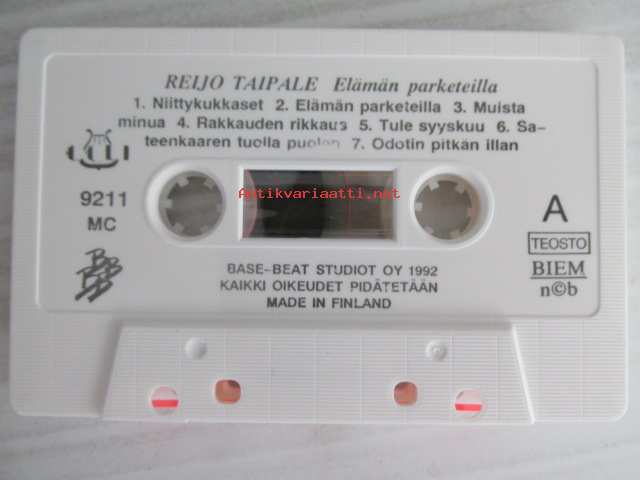 REIJO TAIPALE Elämän parketeilla
1. Niittykukkaset 2. Elämän parketeilla 3. Muista
minua 4. Rakkauden rikkaus 5. Tule syyskuu 6. Sa-
teenkaaren tuolla puolen 7. Odotin pitkän illan
Antikvariaatti.net
9211
MC
A
TEOSTO
BIEM
n©b
BASE-BEAT STUDIOT OY 1992
KAIKKI OIKEUDET PIDÄTETÄÄN
MADE IN FINLAND